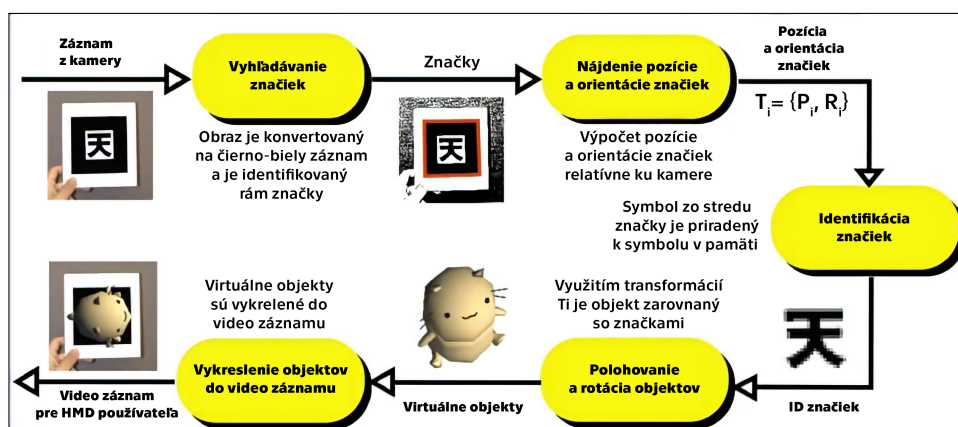 Záznam
z kamery
Vyhľadávanie
značiek
Obraz je konvertovaný
na čierno-biely záznam
a je identifikovaný
rám značky
Značky
Nájdenie pozície
a orientácie značiek
Výpočet pozície
a orientácie značiek
relatívne ku kamere
Pozícia
a orientácia
značiek
Ti= {Pi, Ri}
天
天
Identifikácia
značiek
Symbol zo stredu
značky je priradený
k symbolu v pamäti
天
ID značiek
Polohovanie
a rotácia objektov
Využitím transformácií
Ti je objekt zarovnaný
so značkami
Virtuálne objekty
Vykreslenie objektov
do video záznamu
Virtuálne objekty
sú vykrelené do
video záznamu
Video záznam
pre HMD používateľa